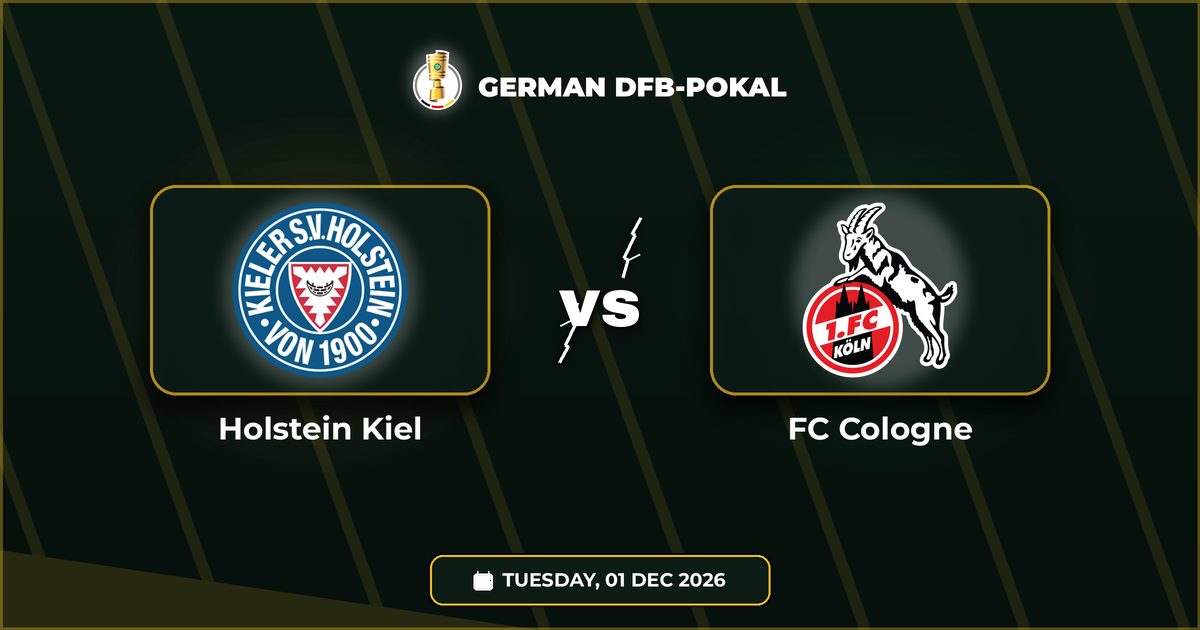 GERMAN DFB-POKAL
KIELER S.V. HOLSTEIN
• VON 1900 •
vs
1. FC
KÖLN
Holstein Kiel
FC Cologne
TUESDAY, 01 DEC 2026